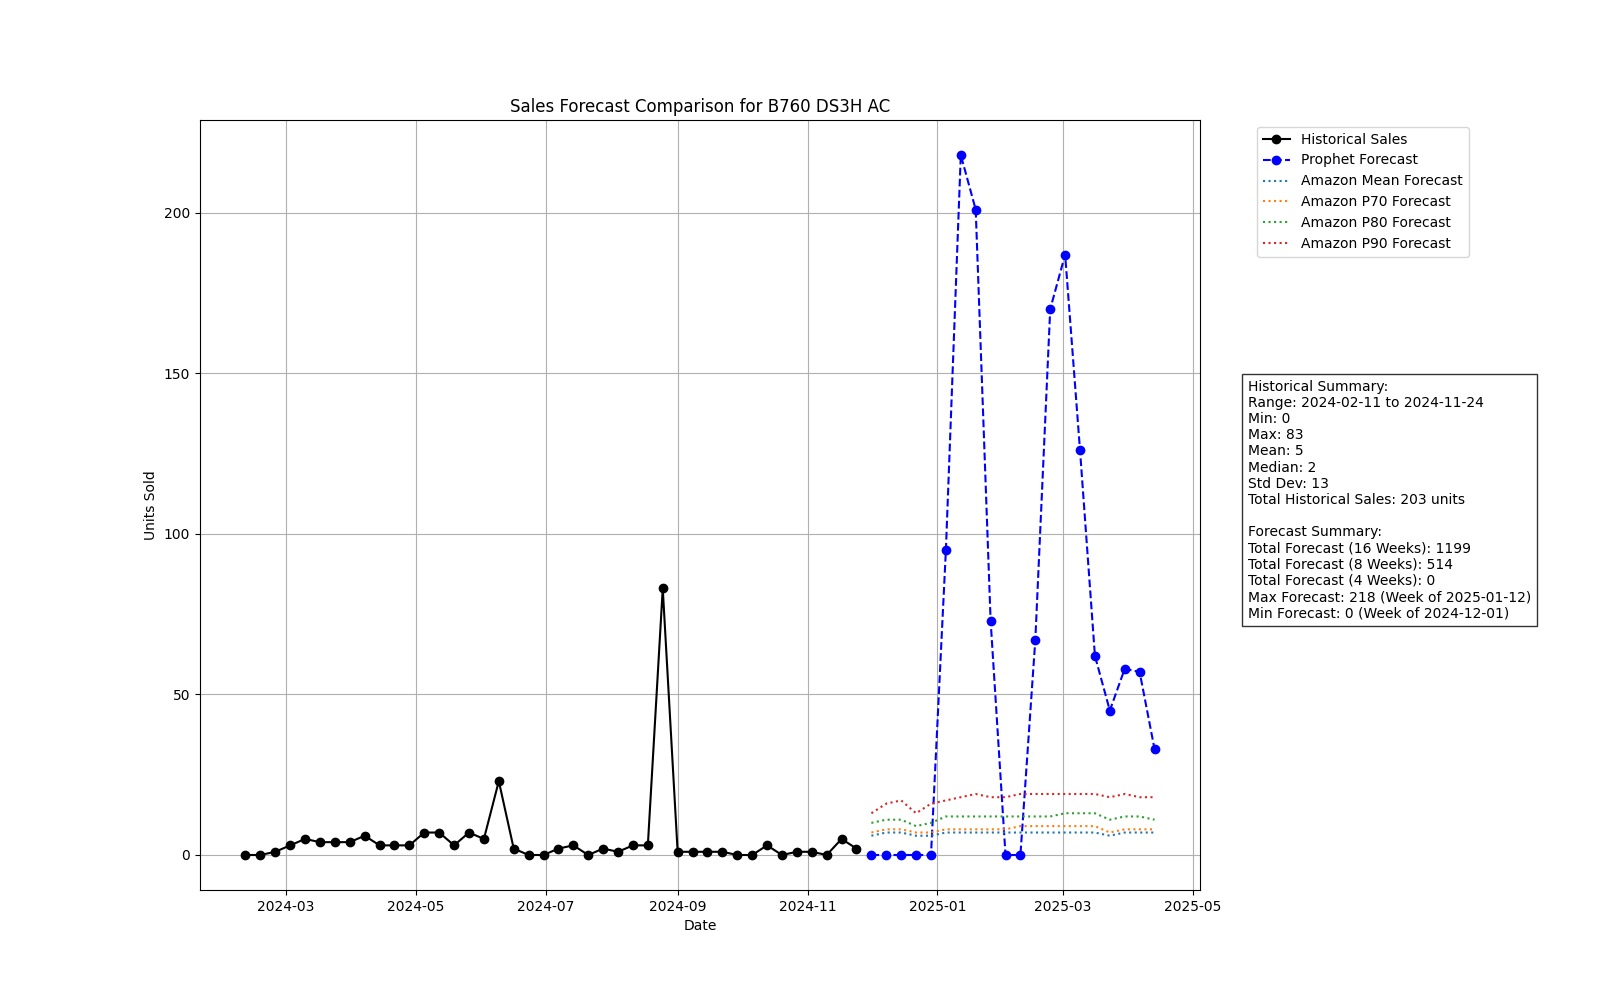 Sales Forecast Comparison for B760 DS3H AC
Historical Sales
Prophet Forecast
Amazon Mean Forecast
Amazon P70 Forecast
Amazon P80 Forecast
Amazon P90 Forecast
Units Sold
200
150
100
50
0
2024-03
2024-05
2024-07
2024-09
2024-11
2025-01
2025-03
2025-05
Date
Historical Summary:
Range: 2024-02-11 to 2024-11-24
Min: 0
Max: 83
Mean: 5
Median: 2
Std Dev: 13
Total Historical Sales: 203 units
Forecast Summary:
Total Forecast (16 Weeks): 1199
Total Forecast (8 Weeks): 514
Total Forecast (4 Weeks): 0
Max Forecast: 218 (Week of 2025-01-12)
Min Forecast: 0 (Week of 2024-12-01)